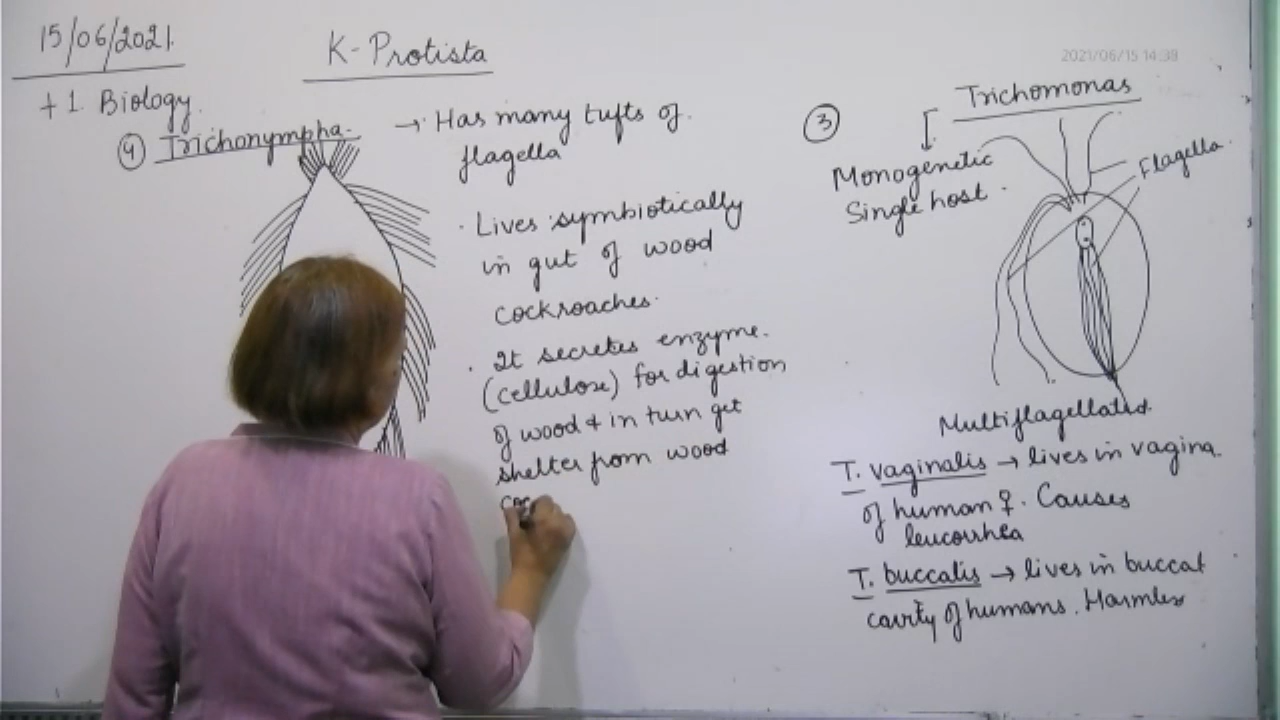 15/06/2021.
K-Protista
2021/06/15 14:39
+1 Biology.
④ Trichonympha.
→ Has many tufts of
flagella
· Lives symbiotically
in gut of wood
cockroaches.
· It secretes enzyme.
(cellulose) for digestion
of wood & in turn get
shelter from wood
coc
③
Trichomonas
Monogenetic
Single host.
Flagella.
Multiflagellated.
T. vaginalis → lives in vagina
of human ♀. Causes
leucorrhea
T. buccalis → lives in buccal
cavity of humans. Harmless